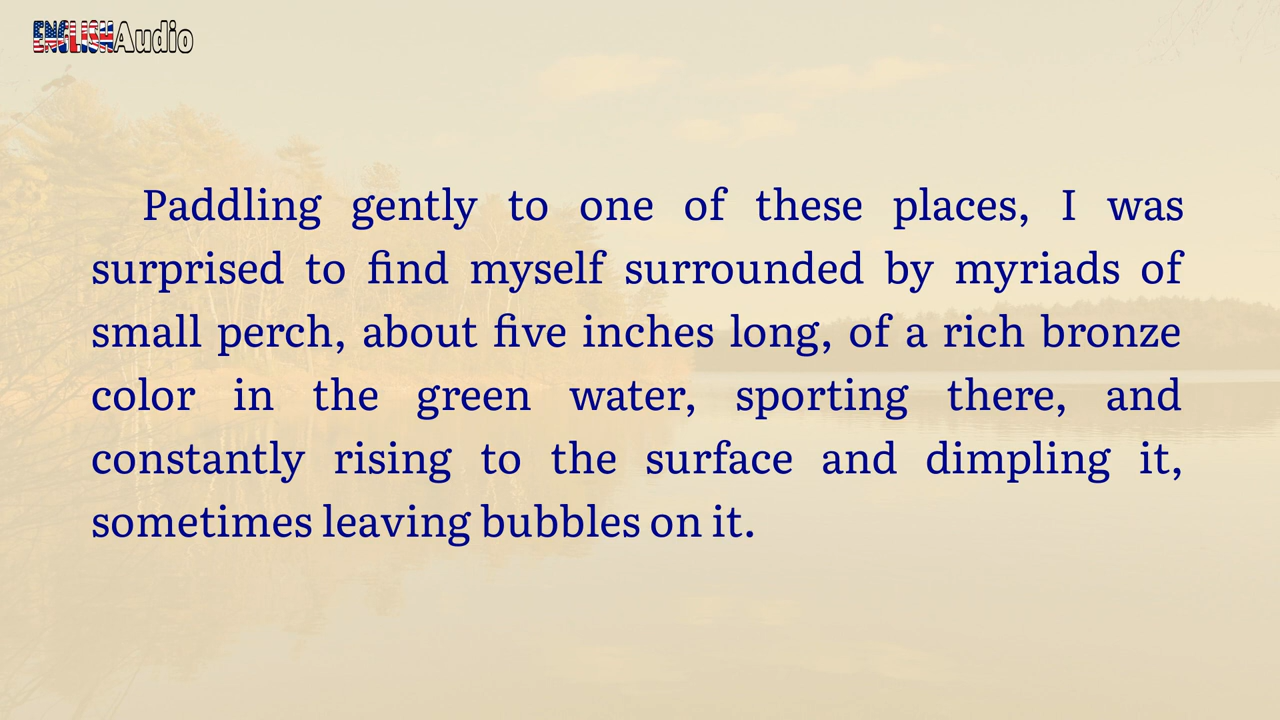 ENGLISHAudio
Paddling gently to one of these places, I was
surprised to find myself surrounded by myriads of
small perch, about five inches long, of a rich bronze
color in the green water, sporting there, and
constantly rising to the surface and dimpling it,
sometimes leaving bubbles on it.